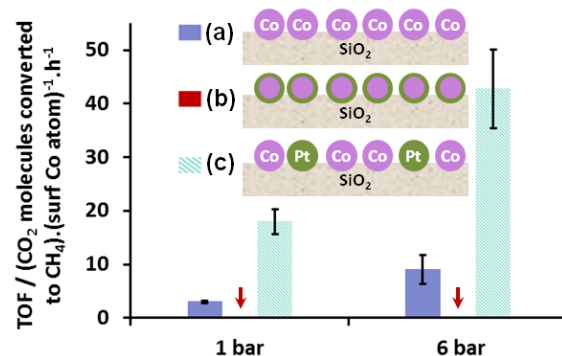 TOF / (CO₂ molecules converted
to CH₄).(surf Co atom)⁻¹.h⁻¹
50
40
30
20
10
0
(a)
Co Co Co Co Co Co
SiO₂
(b)
SiO₂
(c)
Co Pt Co Co Pt Co
SiO₂
1 bar
6 bar